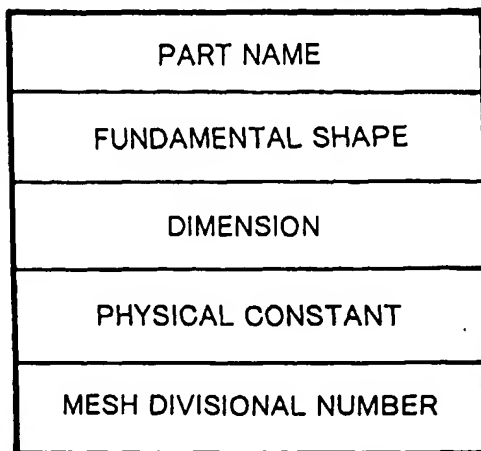 PART NAME
FUNDAMENTAL SHAPE
DIMENSION
PHYSICAL CONSTANT
MESH DIVISIONAL NUMBER